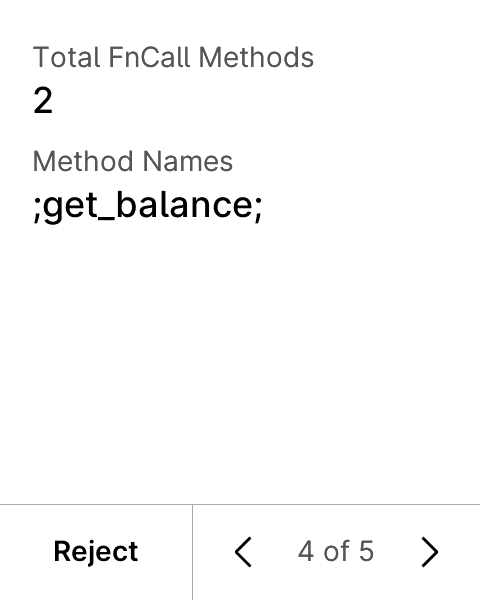 Total FnCall Methods
2
Method Names
;get_balance;
Reject
4 of 5